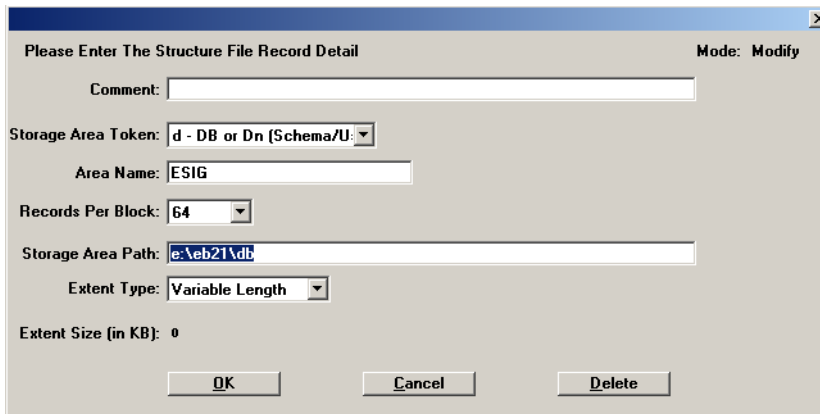 Please Enter The Structure File Record Detail Mode: Modify
Comment:
Storage Area Token: d - DB or Dn (Schema/U:
Area Name: ESIG
Records Per Block: 64
Storage Area Path: e:\eb21\db
Extent Type: Variable Length
Extent Size (in KB): 0
OK Cancel Delete